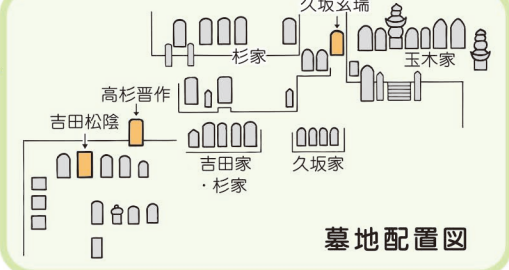 久坂玄瑞
杉家
玉木家
高杉晋作
吉田松陰
吉田家
・杉家
久坂家
墓地配置図